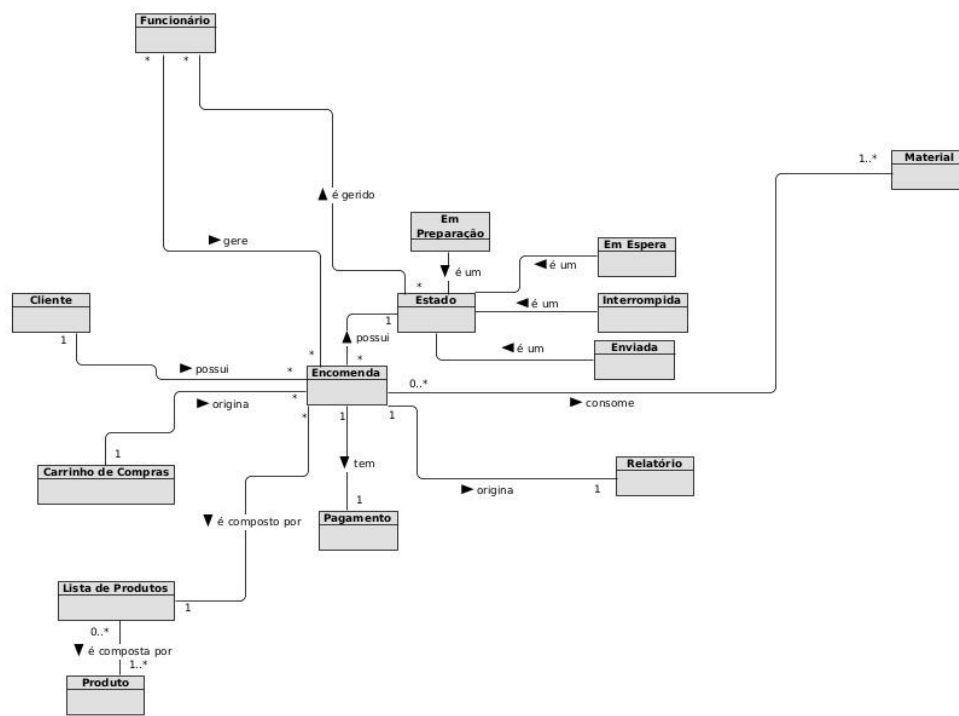 Funcionário
* *
1..* Material
é gerido
Em
Preparação
gere
Em Espera
é um
é um
Cliente
* Estado
Interrompida
é um
1
1
possui
Enviada
é um
* *
possui
* Encomenda
0..*
consome
origina
*
* 1 1
1
tem
Relatório
Carrinho de Compras
origina 1
1
é composto por
Pagamento
Lista de Produtos
1
0..*
é composta por
1..*
Produto